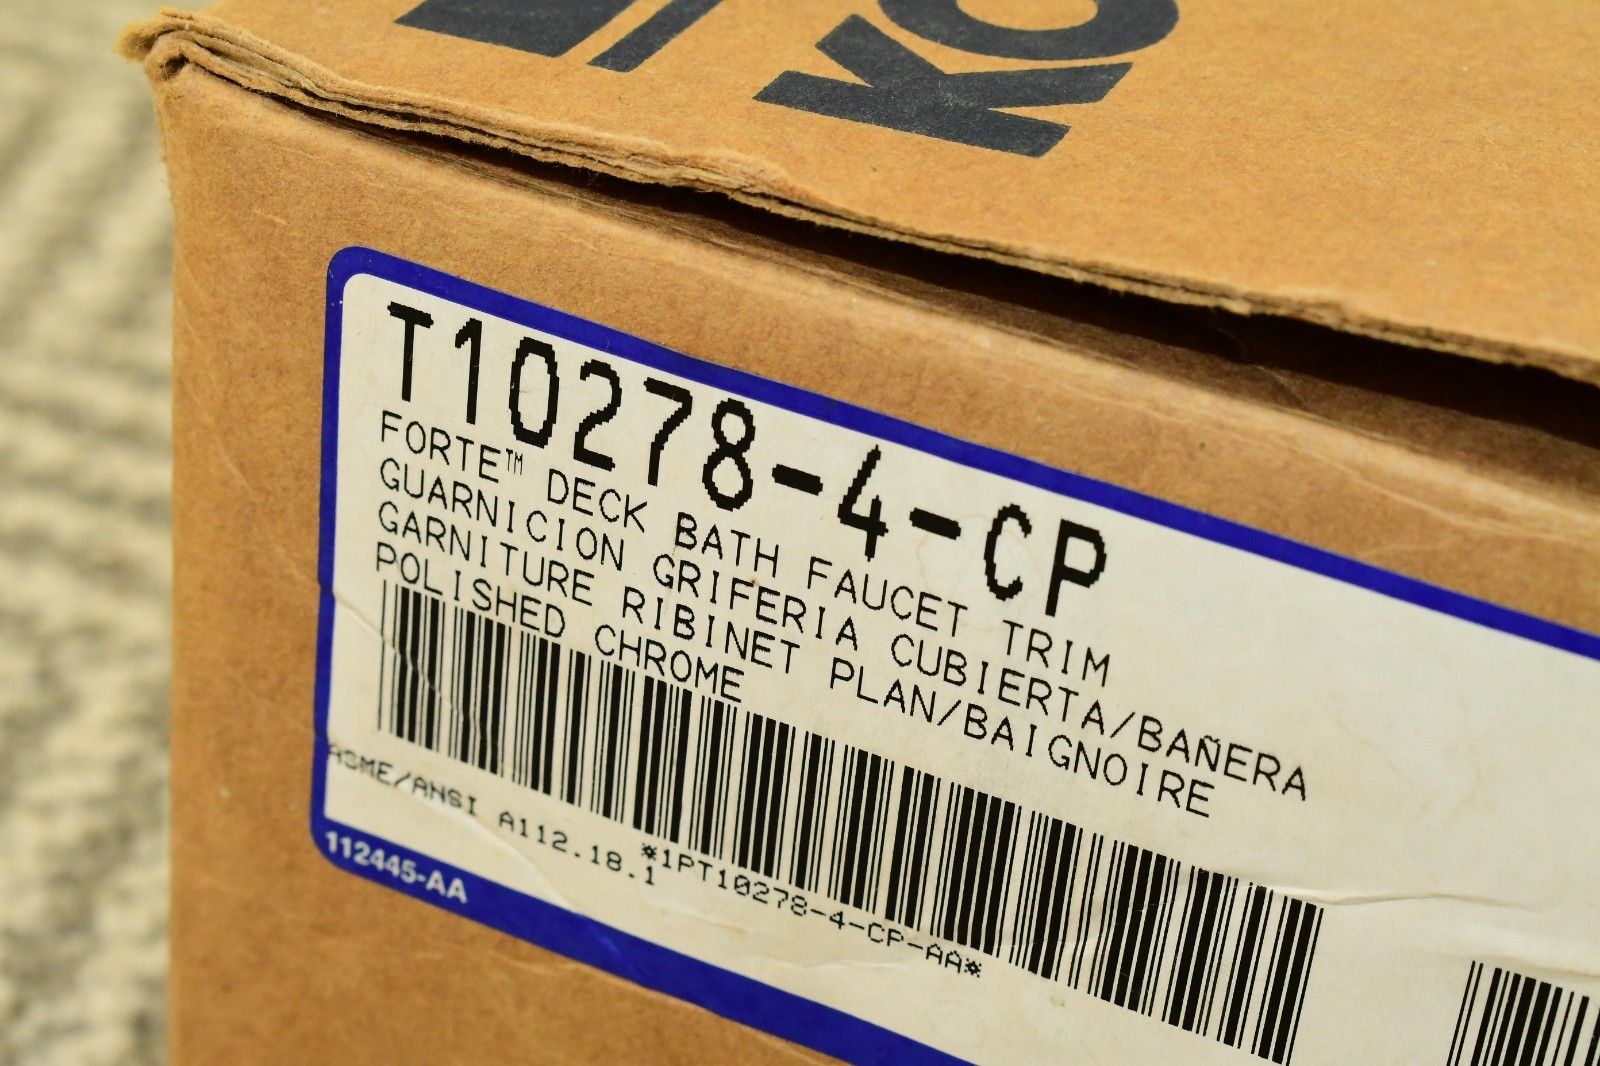 KO
T10278-4-CP
FORTE™ DECK BATH FAUCET TRIM
GUARNICION GRIFERIA CUBIERTA/BAÑERA
GARNITURE RIBINET PLAN/BAIGNOIRE
POLISHED CHROME
ASME/ANSI A112.18.1
*1PT10278-4-CP-AA*
112445-AA